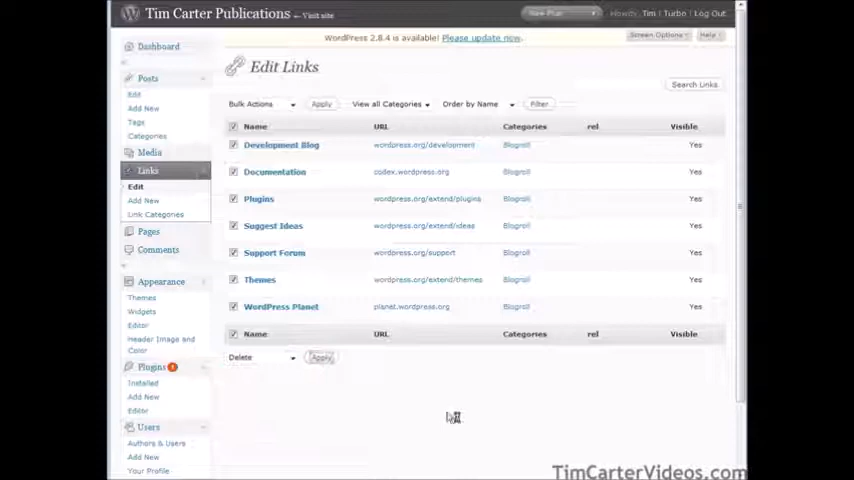 Tim Carter Publications ← Visit site
New Post
Howdy, Tim | Turbo | Log Out
WordPress 2.8.4 is available! Please update now.
Screen Options
Help
Dashboard
Edit Links
Posts
Search Links
Edit
Bulk Actions
Apply
View all Categories
Order by Name
Filter
Add New
Tags
Name URL Categories rel Visible
Categories
Development Blog wordpress.org/development Blogroll Yes
Media
Links
Documentation codex.wordpress.org Blogroll Yes
Edit
Add New
Plugins wordpress.org/extend/plugins Blogroll Yes
Link Categories
Suggest Ideas wordpress.org/extend/ideas Blogroll Yes
Pages
Comments
Support Forum wordpress.org/support Blogroll Yes
Appearance
Themes wordpress.org/extend/themes Blogroll Yes
Themes
Widgets
WordPress Planet planet.wordpress.org Blogroll Yes
Editor
Header Image and
Color
Name URL Categories rel Visible
Delete
Apply
Plugins 1
Installed
Add New
Editor
Users
Authors & Users
Add New
Your Profile
TimCarterVideos.com